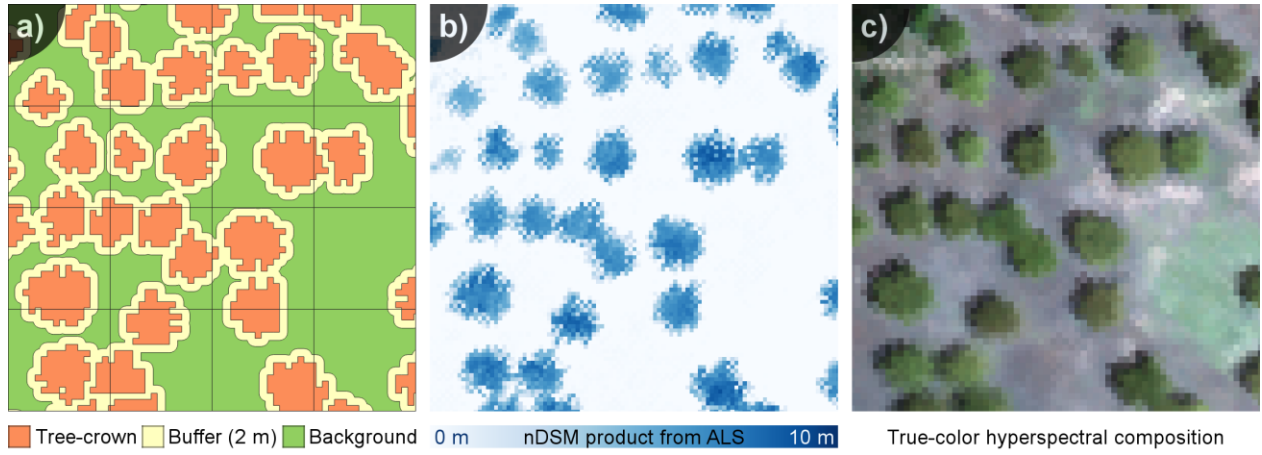 a)
b)
c)
Tree-crown
Buffer (2 m)
Background
0 m
nDSM product from ALS
10 m
True-color hyperspectral composition